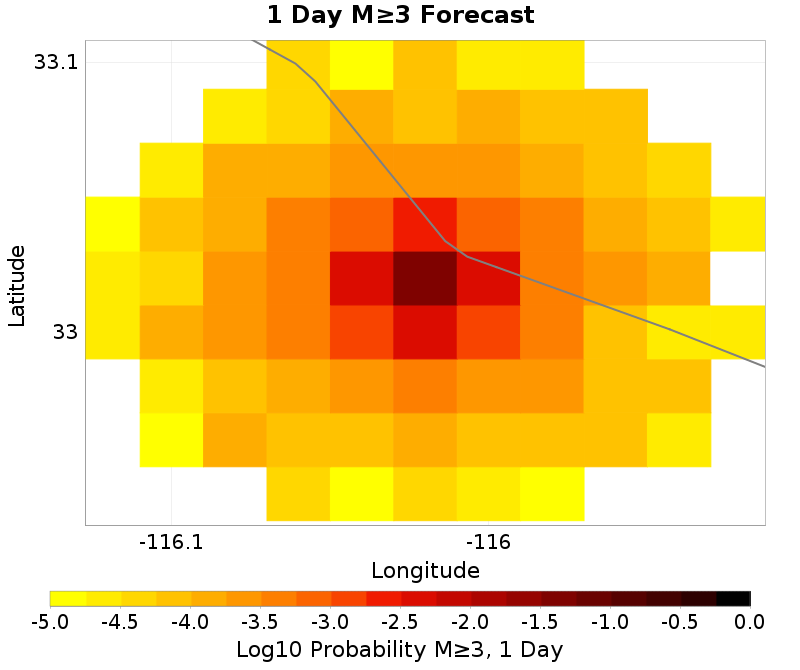 1 Day M≥3 Forecast
33.1
33
Latitude
-116.1 -116
Longitude
-5.0 -4.5 -4.0 -3.5 -3.0 -2.5 -2.0 -1.5 -1.0 -0.5 0.0
Log10 Probability M≥3, 1 Day